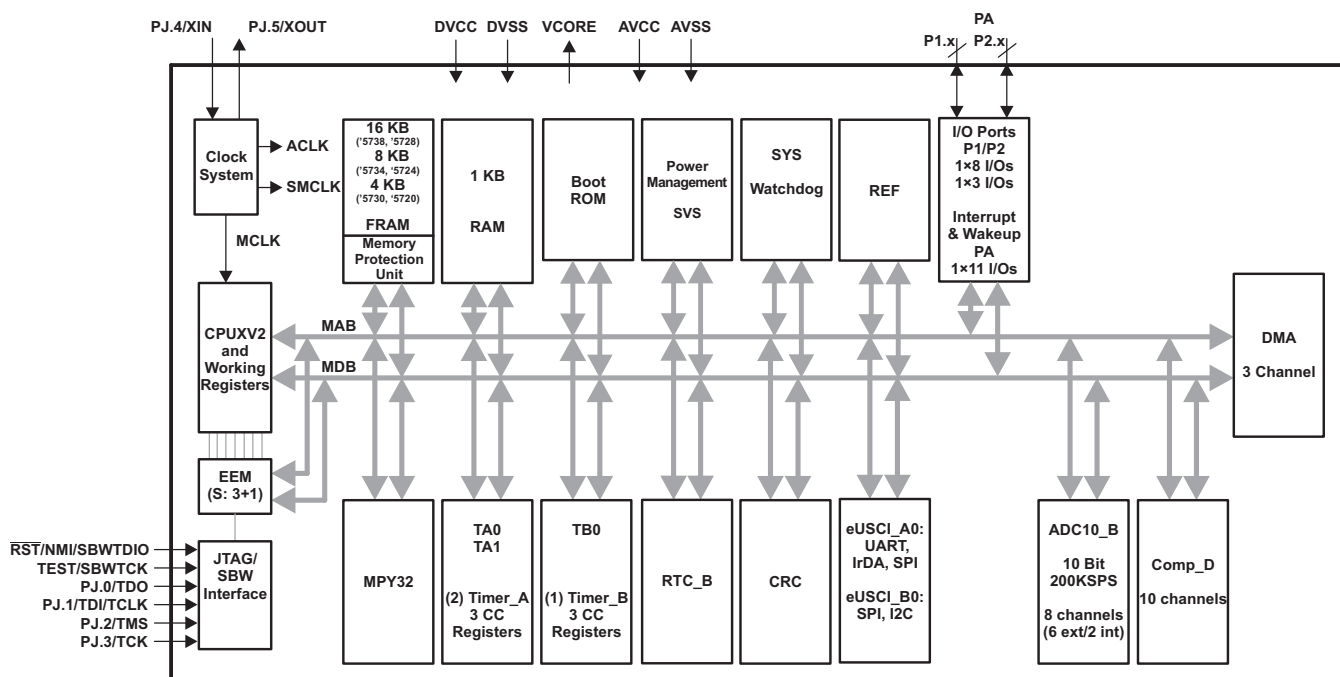 PJ.4/XIN
PJ.5/XOUT
DVCC
DVSS
VCORE
AVCC
AVSS
PA
P1.x
P2.x
Clock
System
ACLK
SMCLK
MCLK
16 KB
('5738, '5728)
8 KB
('5734, '5724)
4 KB
('5730, '5720)
FRAM
Memory
Protection
Unit
1 KB
RAM
Boot
ROM
Power
Management
SVS
SYS
Watchdog
REF
I/O Ports
P1/P2
1×8 I/Os
1×3 I/Os
Interrupt
& Wakeup
PA
1×11 I/Os
CPUXV2
and
Working
Registers
MAB
MDB
DMA
3 Channel
EEM
(S: 3+1)
RST/NMI/SBWTDIO
TEST/SBWTCK
PJ.0/TDO
PJ.1/TDI/TCLK
PJ.2/TMS
PJ.3/TCK
JTAG/
SBW
Interface
MPY32
TA0
TA1
(2) Timer_A
3 CC
Registers
TB0
(1) Timer_B
3 CC
Registers
RTC_B
CRC
eUSCI_A0:
UART,
IrDA, SPI
eUSCI_B0:
SPI, I2C
ADC10_B
10 Bit
200KSPS
8 channels
(6 ext/2 int)
Comp_D
10 channels